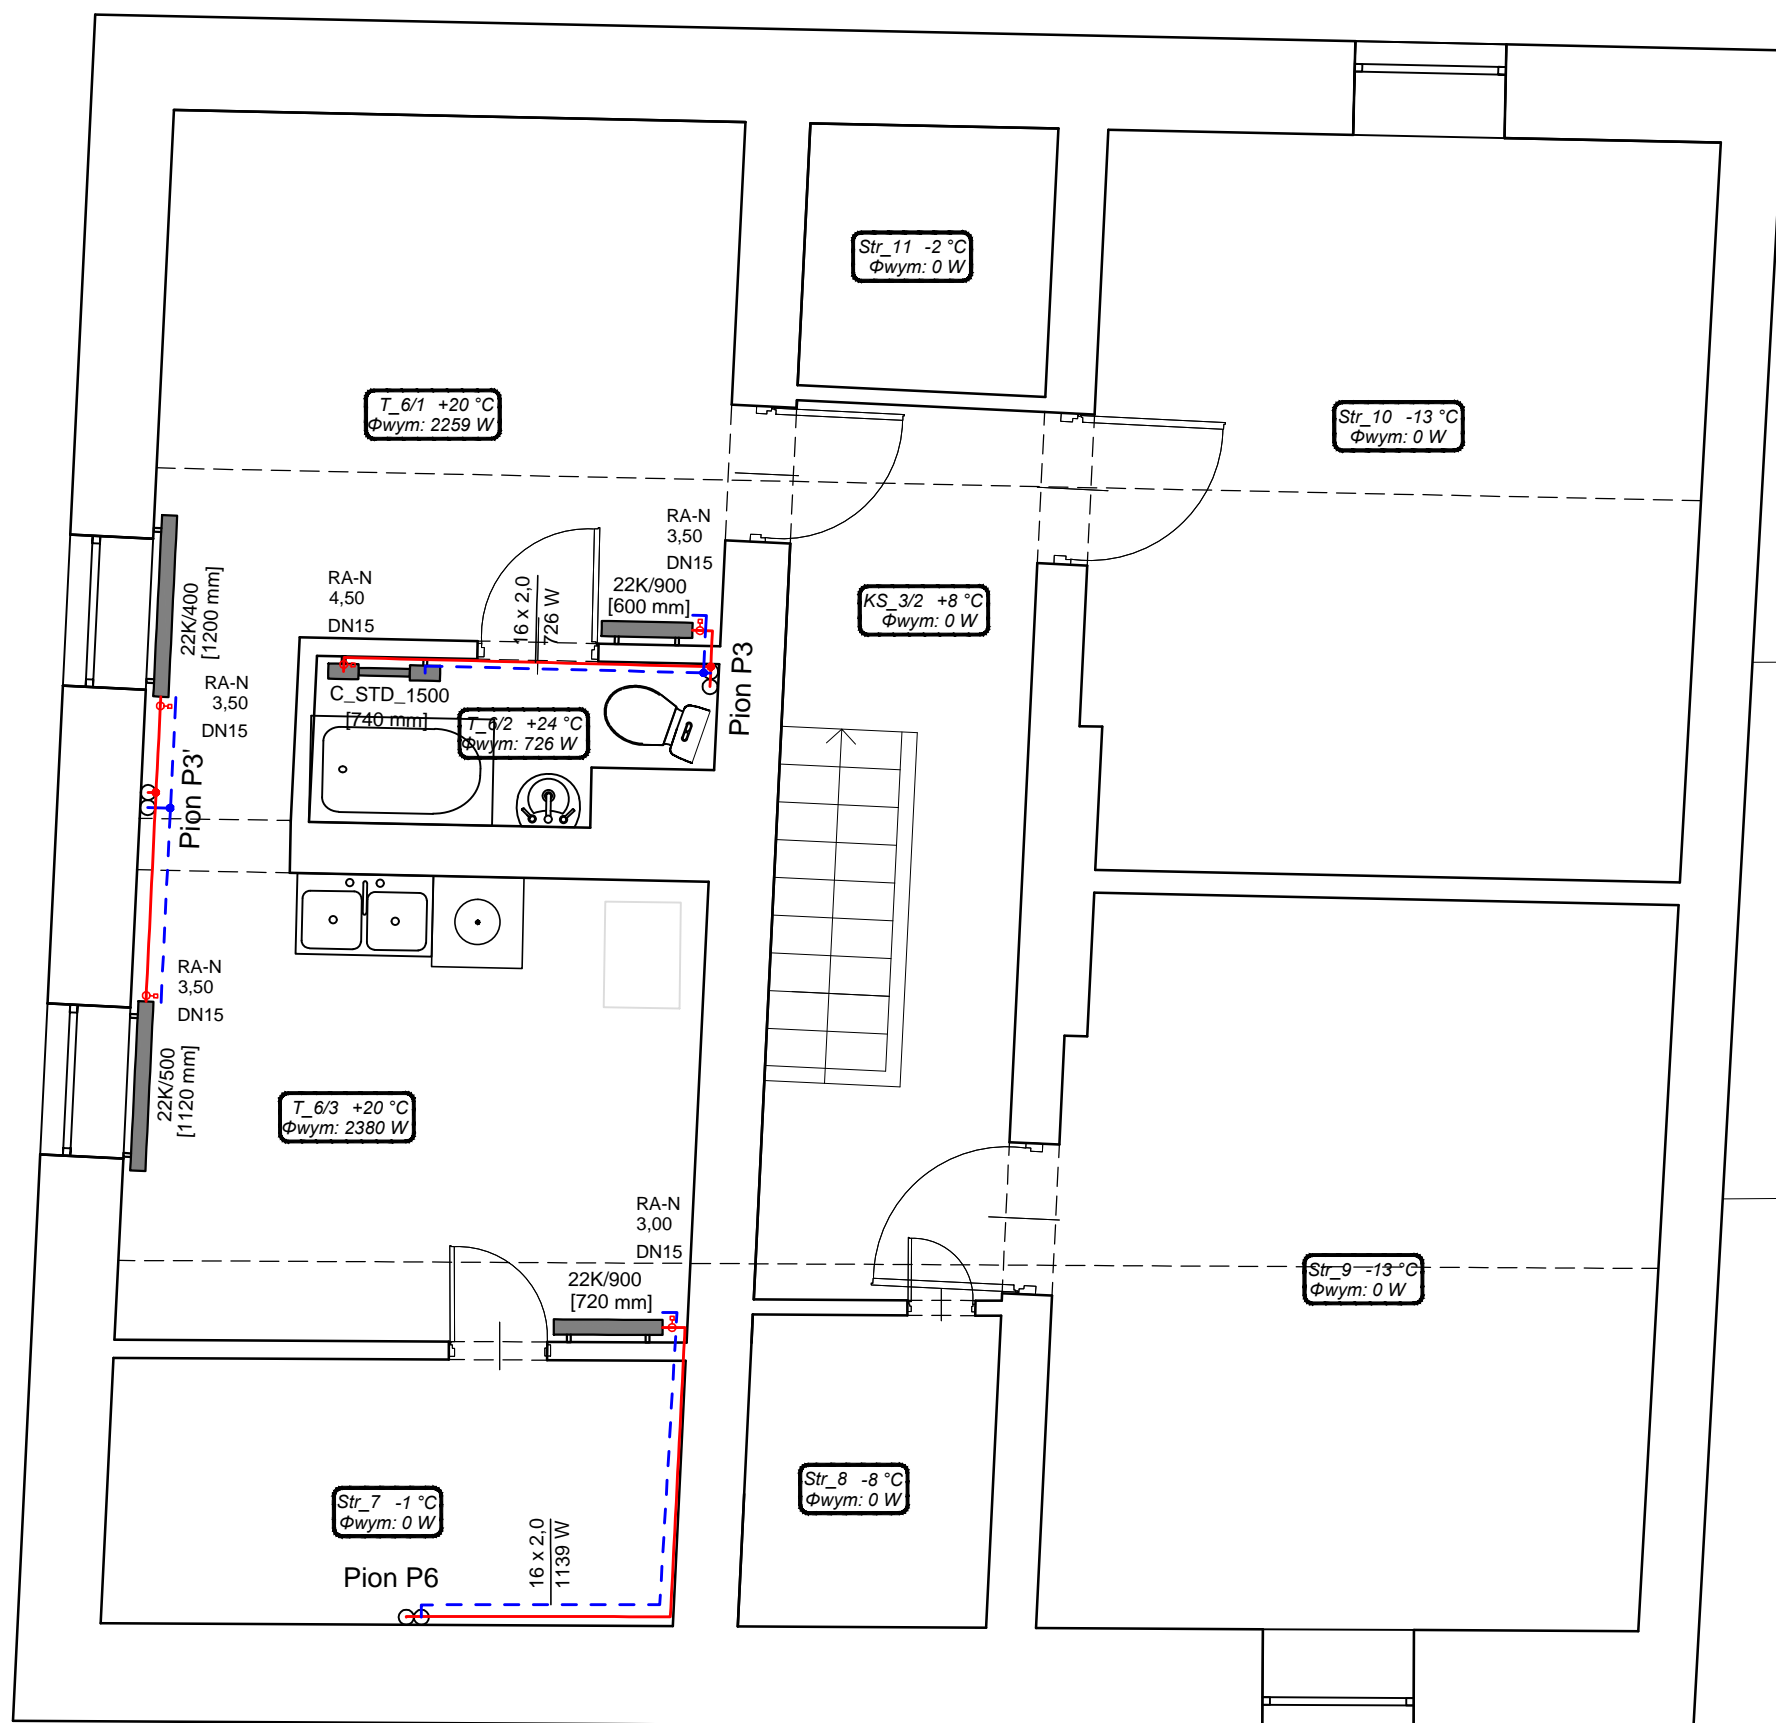 Str_11 -2 °C
Φwym: 0 W
T_6/1 +20 °C
Φwym: 2259 W
Str_10 -13 °C
Φwym: 0 W
RA-N
3,50
DN15
22K/900
[600 mm]
RA-N
4,50
DN15
16 x 2,0
726 W
KS_3/2 +8 °C
Φwym: 0 W
22K/400
[1200 mm]
RA-N
3,50
DN15
C_STD_1500
[740 mm]
T_6/2 +24 °C
Φwym: 726 W
Pion P3
Pion P3'
RA-N
3,50
DN15
22K/500
[1120 mm]
T_6/3 +20 °C
Φwym: 2380 W
RA-N
3,00
DN15
22K/900
[720 mm]
Str_9 -13 °C
Φwym: 0 W
Str_7 -1 °C
Φwym: 0 W
Str_8 -8 °C
Φwym: 0 W
16 x 2,0
1139 W
Pion P6